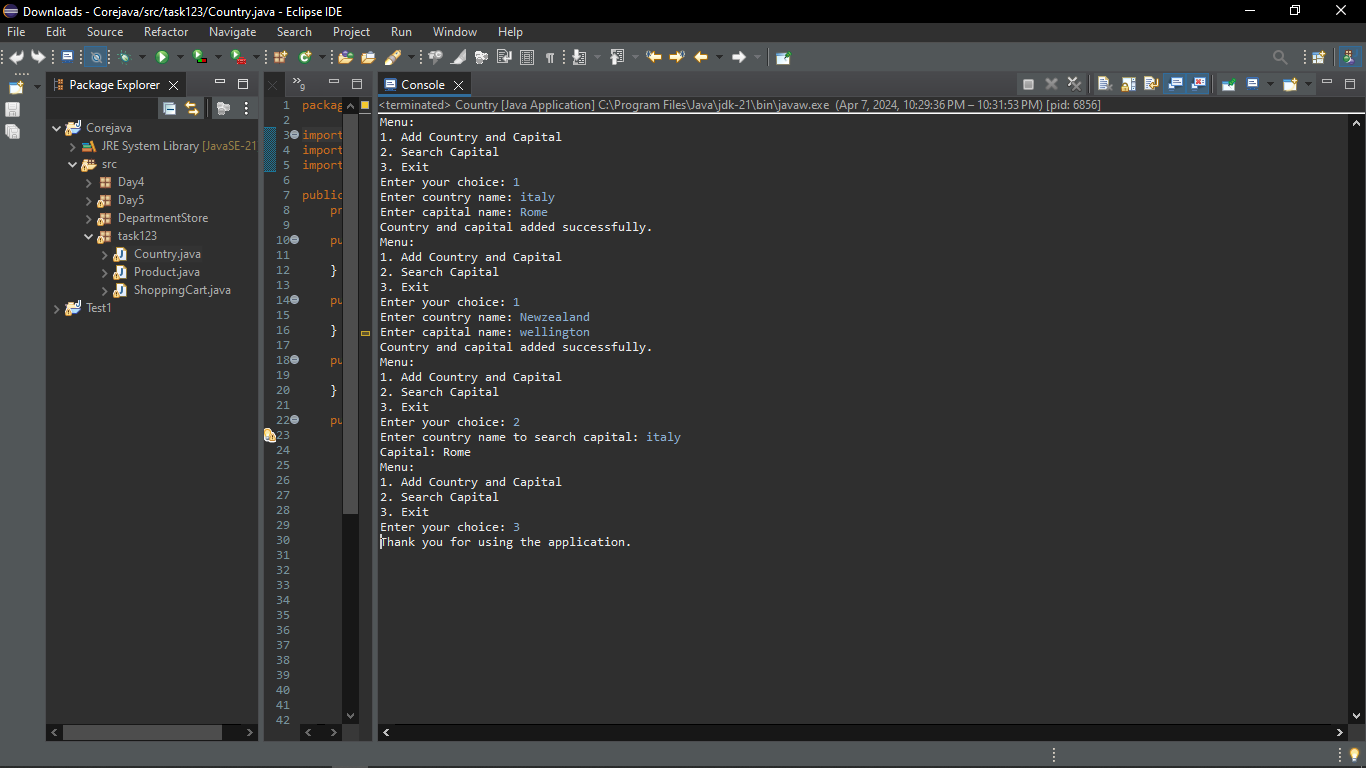 Downloads - Corejava/src/task123/Country.java - Eclipse IDE
File Edit Source Refactor Navigate Search Project Run Window Help
Package Explorer
Corejava
JRE System Library [JavaSE-21
src
Day4
Day5
DepartmentStore
task123
Country.java
Product.java
ShoppingCart.java
Test1
»9
1 packag
2
3 import
4 import
5 import
6
7 public
8 pr
9
10 pu
11
12 }
13
14 pu
15
16 }
17
18 pu
19
20 }
21
22 pu
23
24
25
26
27
28
29
30
31
32
33
34
35
36
37
38
39
40
41
42
Console
<terminated> Country [Java Application] C:\Program Files\Java\jdk-21\bin\javaw.exe (Apr 7, 2024, 10:29:36 PM – 10:31:53 PM) [pid: 6856]
Menu:
1. Add Country and Capital
2. Search Capital
3. Exit
Enter your choice: 1
Enter country name: italy
Enter capital name: Rome
Country and capital added successfully.
Menu:
1. Add Country and Capital
2. Search Capital
3. Exit
Enter your choice: 1
Enter country name: Newzealand
Enter capital name: wellington
Country and capital added successfully.
Menu:
1. Add Country and Capital
2. Search Capital
3. Exit
Enter your choice: 2
Enter country name to search capital: italy
Capital: Rome
Menu:
1. Add Country and Capital
2. Search Capital
3. Exit
Enter your choice: 3
Thank you for using the application.